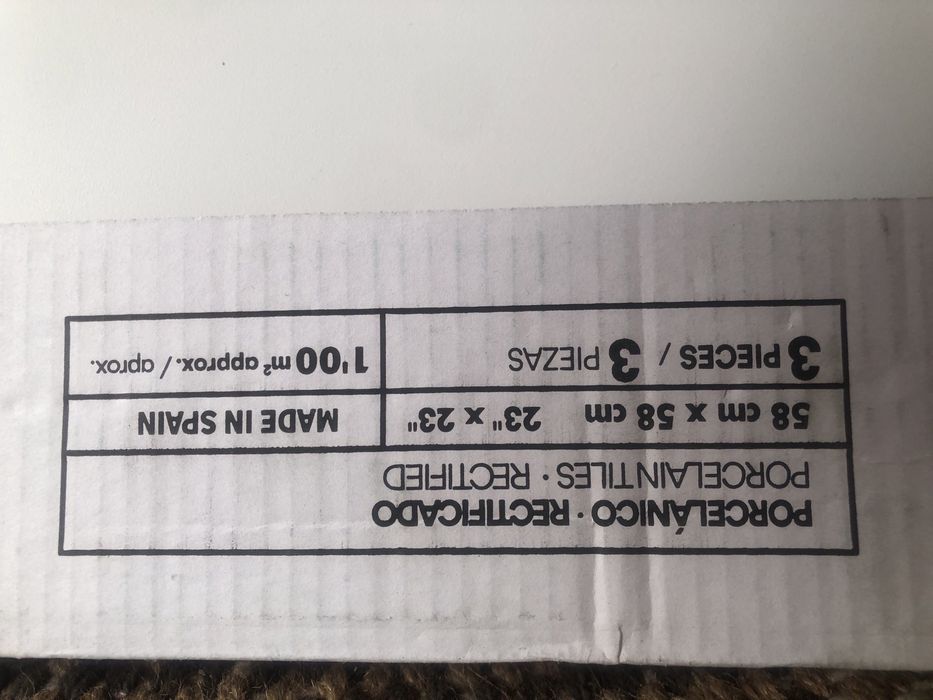 PORCELÁNICO · RECTIFICADO
PORCELAIN TILES · RECTIFIED
58 cm x 58 cm 23" x 23"
MADE IN SPAIN
3 PIECES / 3 PIEZAS
1'00 m² approx. / aprox.